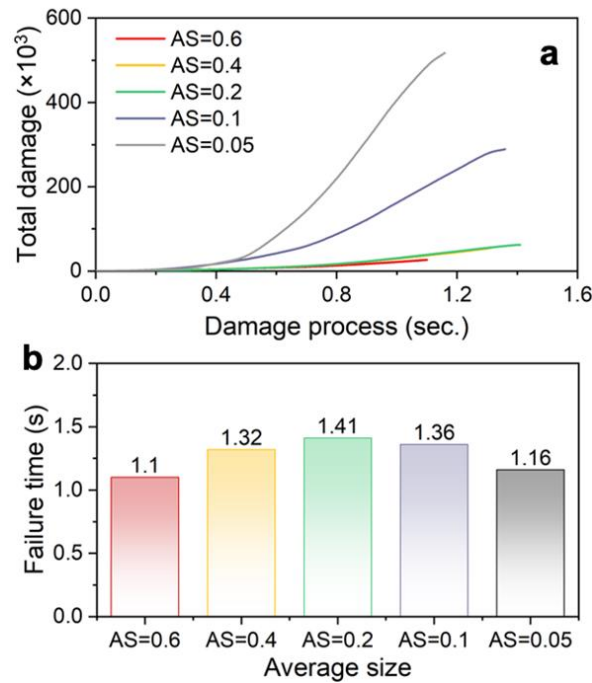 a
600
400
200
0
Total damage (×10³)
AS=0.6
AS=0.4
AS=0.2
AS=0.1
AS=0.05
0.0 0.4 0.8 1.2 1.6
Damage process (sec.)
b
2.0
1.5
1.0
0.5
0.0
Failure time (s)
1.1 1.32 1.41 1.36 1.16
AS=0.6 AS=0.4 AS=0.2 AS=0.1 AS=0.05
Average size